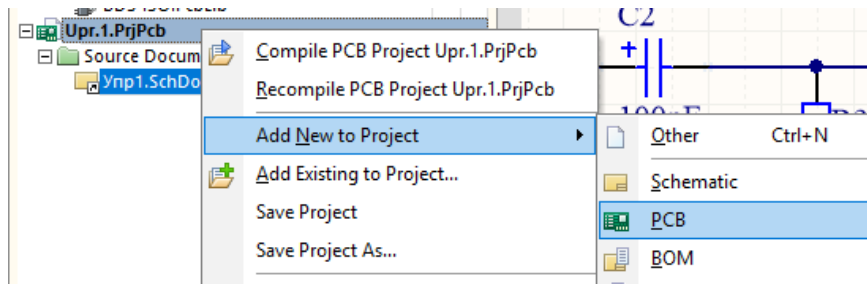 Upr.1.PrjPcb
Source Docum
Упр1.SchDo
Compile PCB Project Upr.1.PrjPcb
Recompile PCB Project Upr.1.PrjPcb
Add New to Project
Add Existing to Project...
Save Project
Save Project As...
C2
+
Other Ctrl+N
Schematic
PCB
BOM